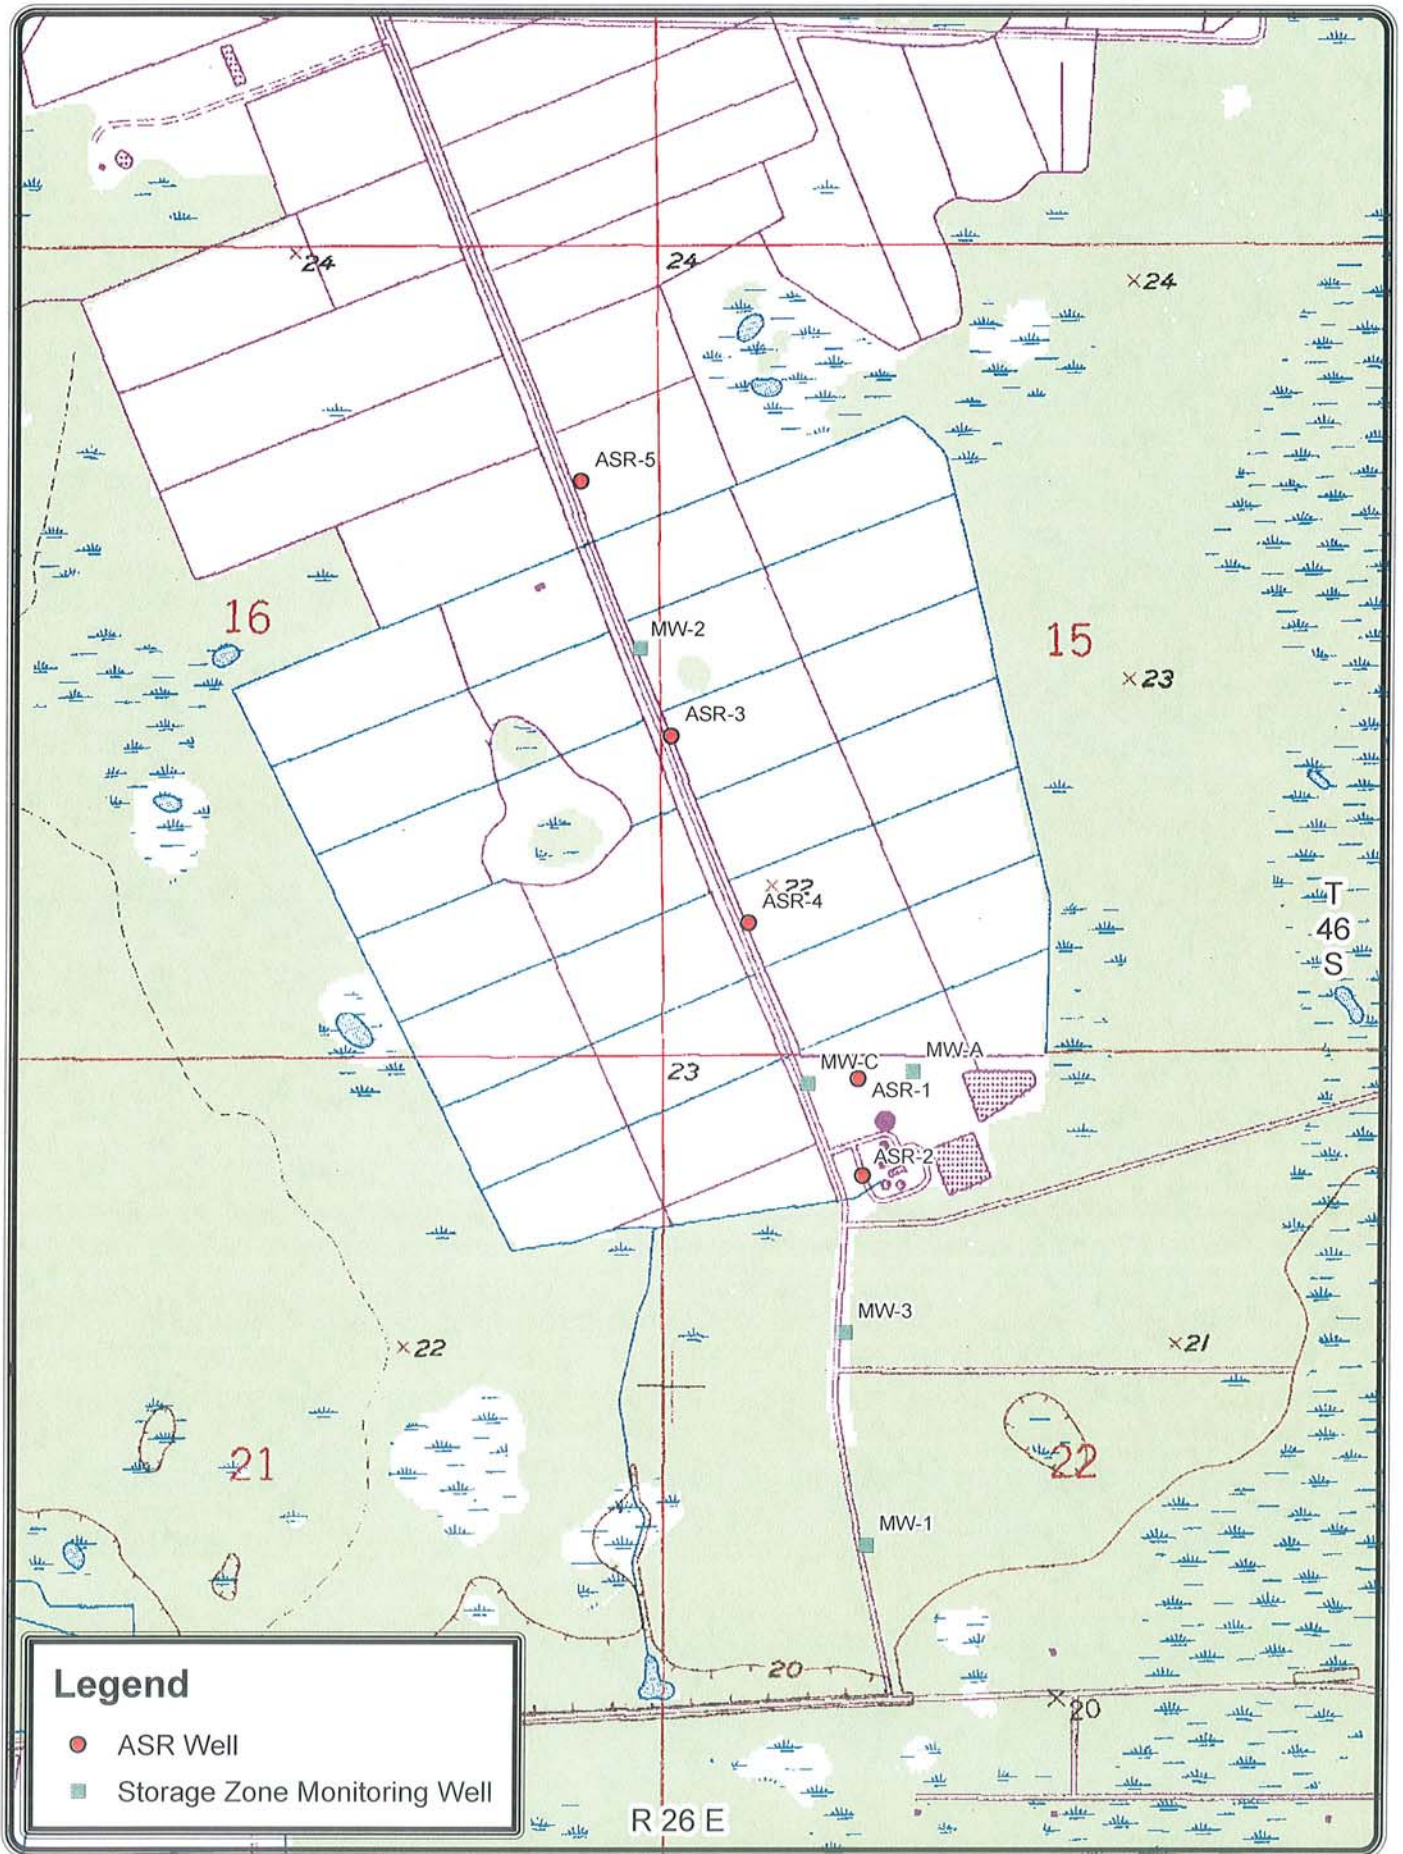 24
24
24
ASR-5
16
MW-2
15
23
ASR-3
22
ASR-4
T
46
S
MW-A
MW-C
23
ASR-1
ASR-2
MW-3
22
21
21
22
MW-1
20
20
Legend
ASR Well
Storage Zone Monitoring Well
R 26 E